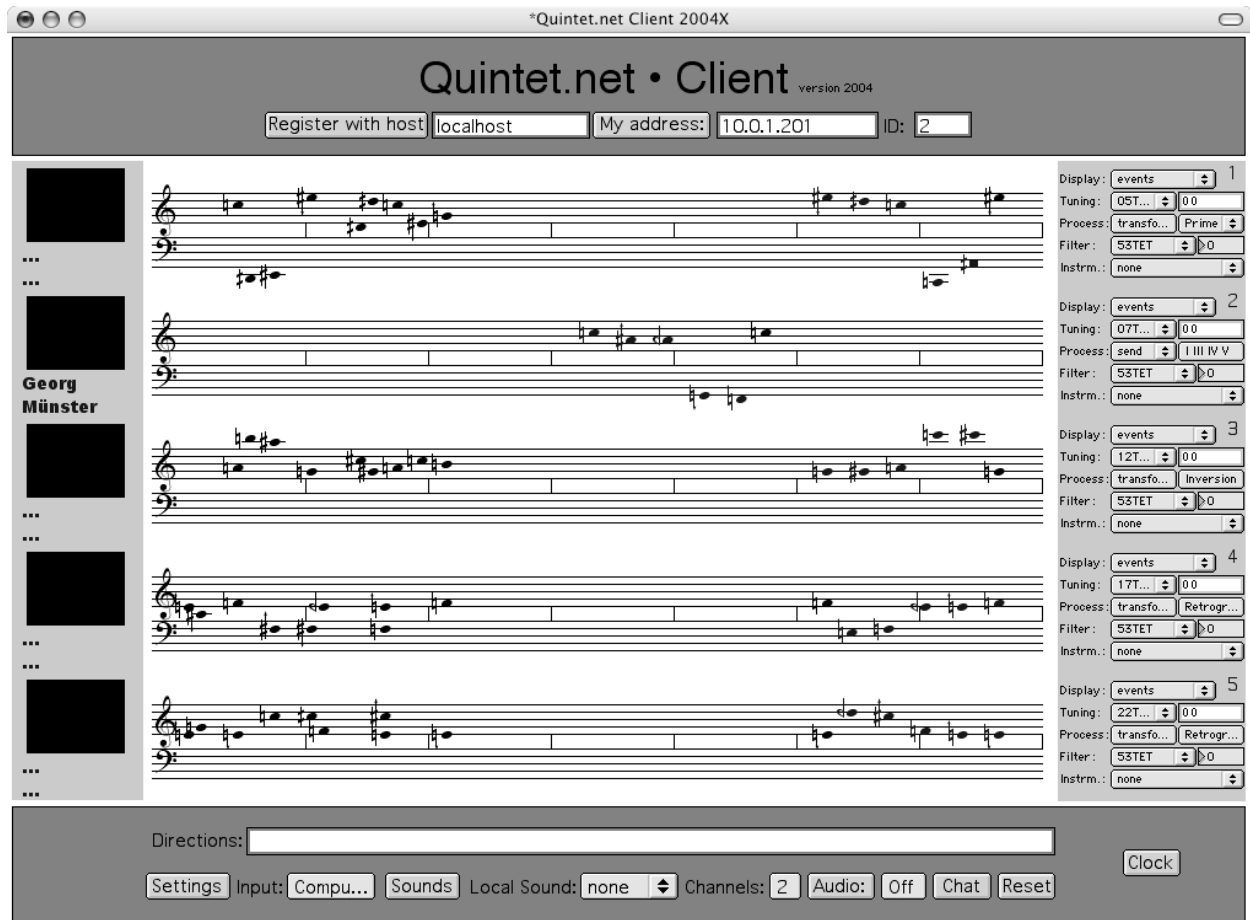 *Quintet.net Client 2004X
Quintet.net • Client version 2004
Register with host localhost My address: 10.0.1.201 ID: 2
...
...
Display: events 1
Tuning: 05T... 0 0
Process: transfo... Prime
Filter: 53TET 0
Instrm.: none
Georg
Münster
Display: events 2
Tuning: 07T... 0 0
Process: send I III IV V
Filter: 53TET 0
Instrm.: none
...
...
Display: events 3
Tuning: 12T... 0 0
Process: transfo... Inversion
Filter: 53TET 0
Instrm.: none
...
...
Display: events 4
Tuning: 17T... 0 0
Process: transfo... Retrogr...
Filter: 53TET 0
Instrm.: none
...
...
Display: events 5
Tuning: 22T... 0 0
Process: transfo... Retrogr...
Filter: 53TET 0
Instrm.: none
Directions:
Clock
Settings Input: Compu... Sounds Local Sound: none Channels: 2 Audio: Off Chat Reset